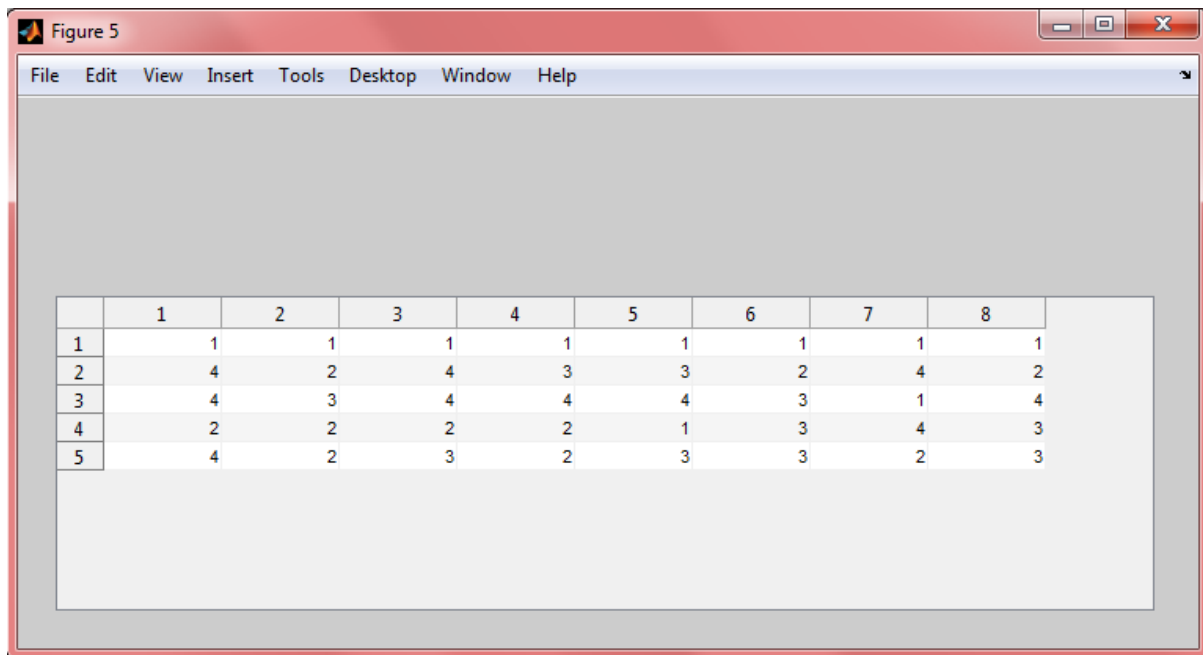 Figure 5
File Edit View Insert Tools Desktop Window Help
1 2 3 4 5 6 7 8
1 1 1 1 1 1 1 1 1
2 4 2 4 3 3 2 4 2
3 4 3 4 4 4 3 1 4
4 2 2 2 2 1 3 4 3
5 4 2 3 2 3 3 2 3